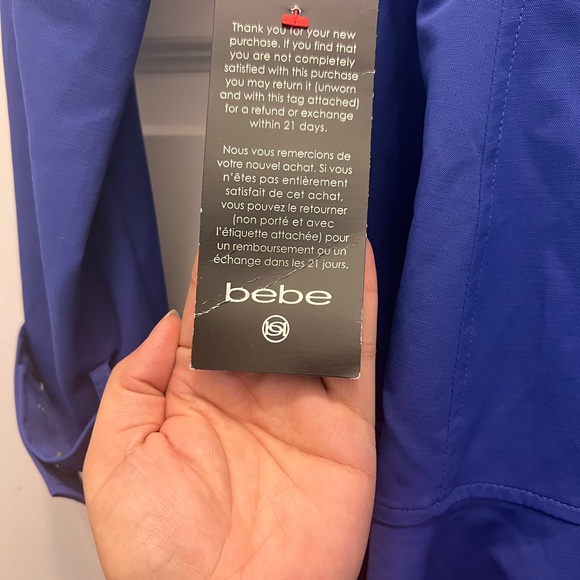 Thank you for your new
purchase. If you find that
you are not completely
satisfied with this purchase
you may return it (unworn
and with this tag attached)
for a refund or exchange
within 21 days.
Nous vous remercions de
votre nouvel achat. Si vous
n'êtes pas entièrement
satisfait de cet achat,
vous pouvez le retourner
(non porté et avec
l'étiquette attachée) pour
un remboursement ou un
échange dans les 21 jours.
bebe